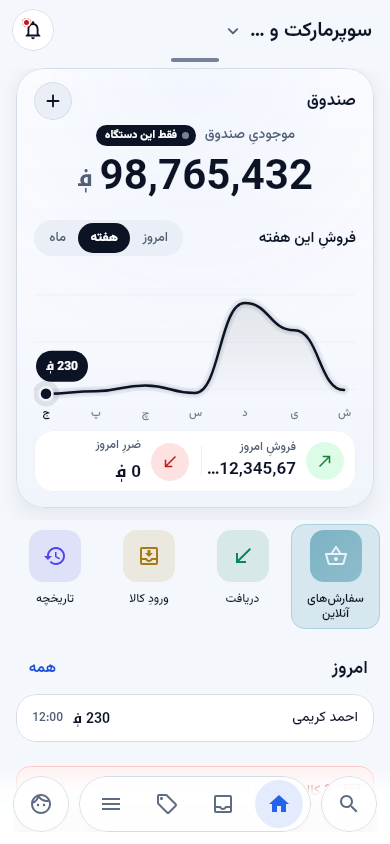 سوپرمارکت و ...
صندوق
موجودیِ صندوق
فقط این دستگاه
98,765,432 ؋
فروشِ این هفته
امروز
هفته
ماه
230 ؋
ش
ی
د
س
چ
پ
ج
فروشِ امروز
12,345,67...
ضررِ امروز
0 ؋
سفارش‌های آنلاین
دریافت
ورودِ کالا
تاریخچه
امروز
همه
احمد کریمی
230 ؋
12:00